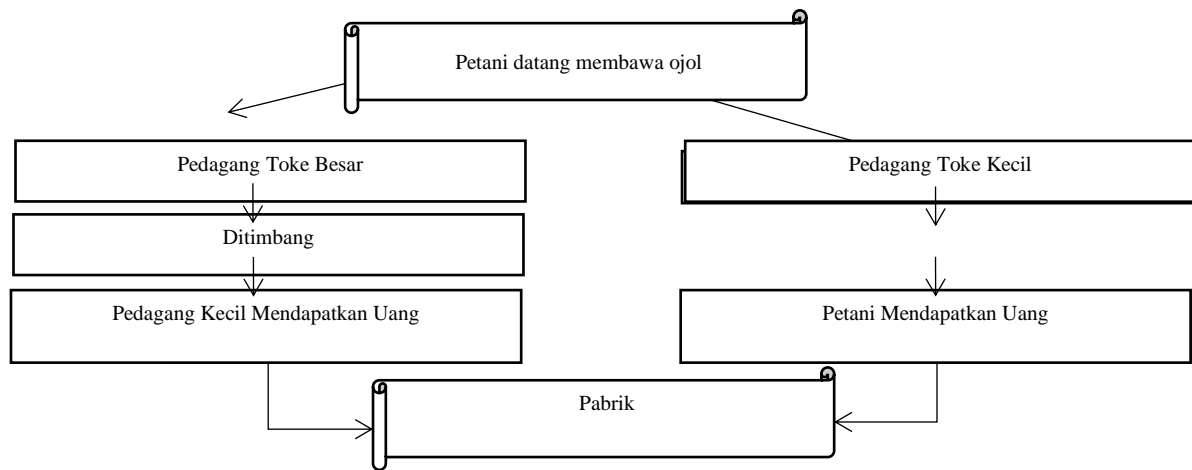 Petani datang membawa ojol
Pedagang Toke Besar
Pedagang Toke Kecil
Ditimbang
Pedagang Kecil Mendapatkan Uang
Petani Mendapatkan Uang
Pabrik